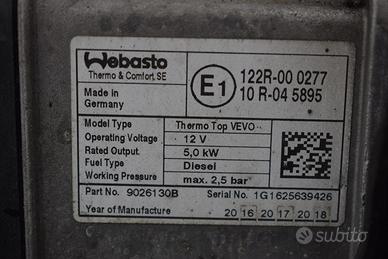 Webasto
Thermo & Comfort SE
Made in
Germany
E1
122R-00 0277
10 R-04 5895
Model Type Thermo Top VEVO
Operating Voltage 12 V
Rated Output 5,0 kW
Fuel Type Diesel
Working Pressure max. 2,5 bar
Part No. 9026130B Serial No. 1G1625639426
Year of Manufacture 20 16 20 17 20 18
subito